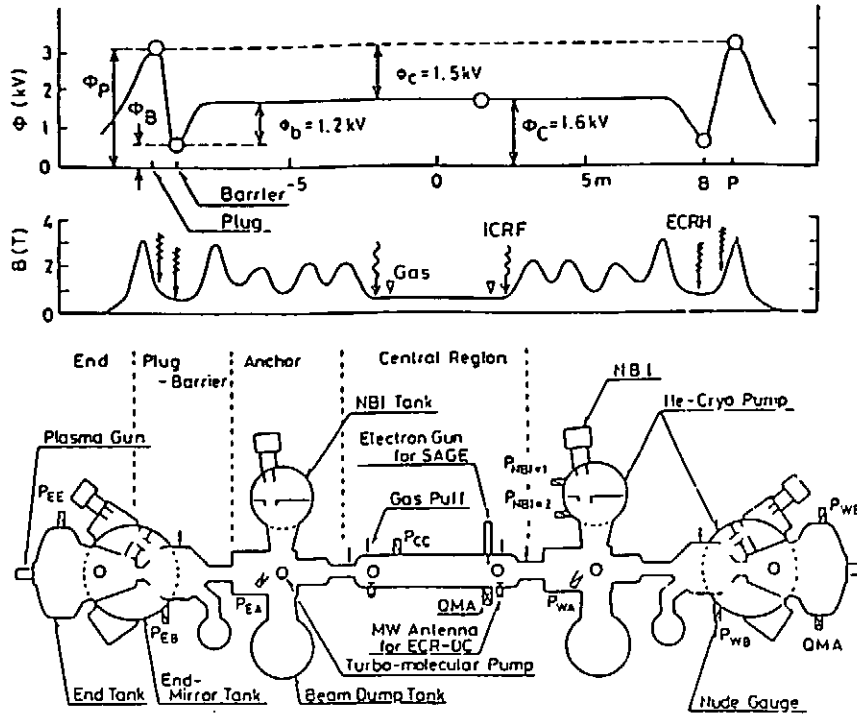 Φ (kV)
3
2
1
0
ΦP
ΦB
Φb=1.2kV
Φc=1.5kV
ΦC=1.6kV
-5
0
5m
B
P
Barrier
Plug
B(T)
4
2
0
Gas
ICRF
ECRH
End
Plug
-Barrier
Anchor
Central Region
NBI
NBI Tank
He-Cryo Pump
Plasma Gun
Electron Gun
for SAGE
PNBI#1
PNBI#2
PEE
Gas Puff
PCC
PWE
PEA
PEB
QMA
PWA
PWB
QMA
MW Antenna
for ECR-DC
Turbo-molecular Pump
End Tank
End-
Mirror Tank
Beam Dump Tank
Nude Gauge